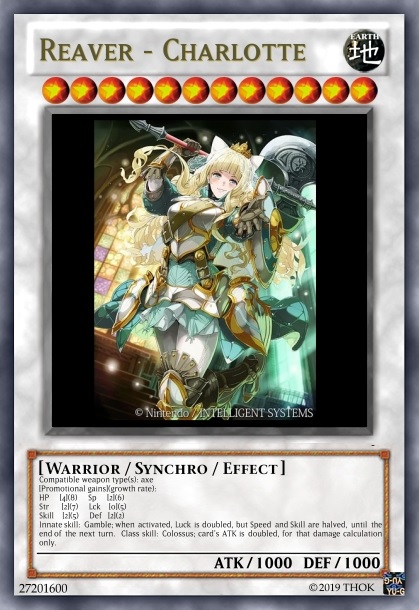 Reaver - Charlotte
EARTH
地
© Nintendo / INTELLIGENT SYSTEMS
[Warrior / Synchro / Effect]
Compatible weapon type(s): axe
[Promotional gains](growth rate):
HP [4](8) Sp [2](6)
Str [2](7) Lck [0](5)
Skill [2](5) Def [2](2)
Innate skill: Gamble; when activated, Luck is doubled, but Speed and Skill are halved, until the
end of the next turn. Class skill: Colossus; card's ATK is doubled, for that damage calculation
only.
ATK / 1000 DEF / 1000
27201600
©2019 THOK